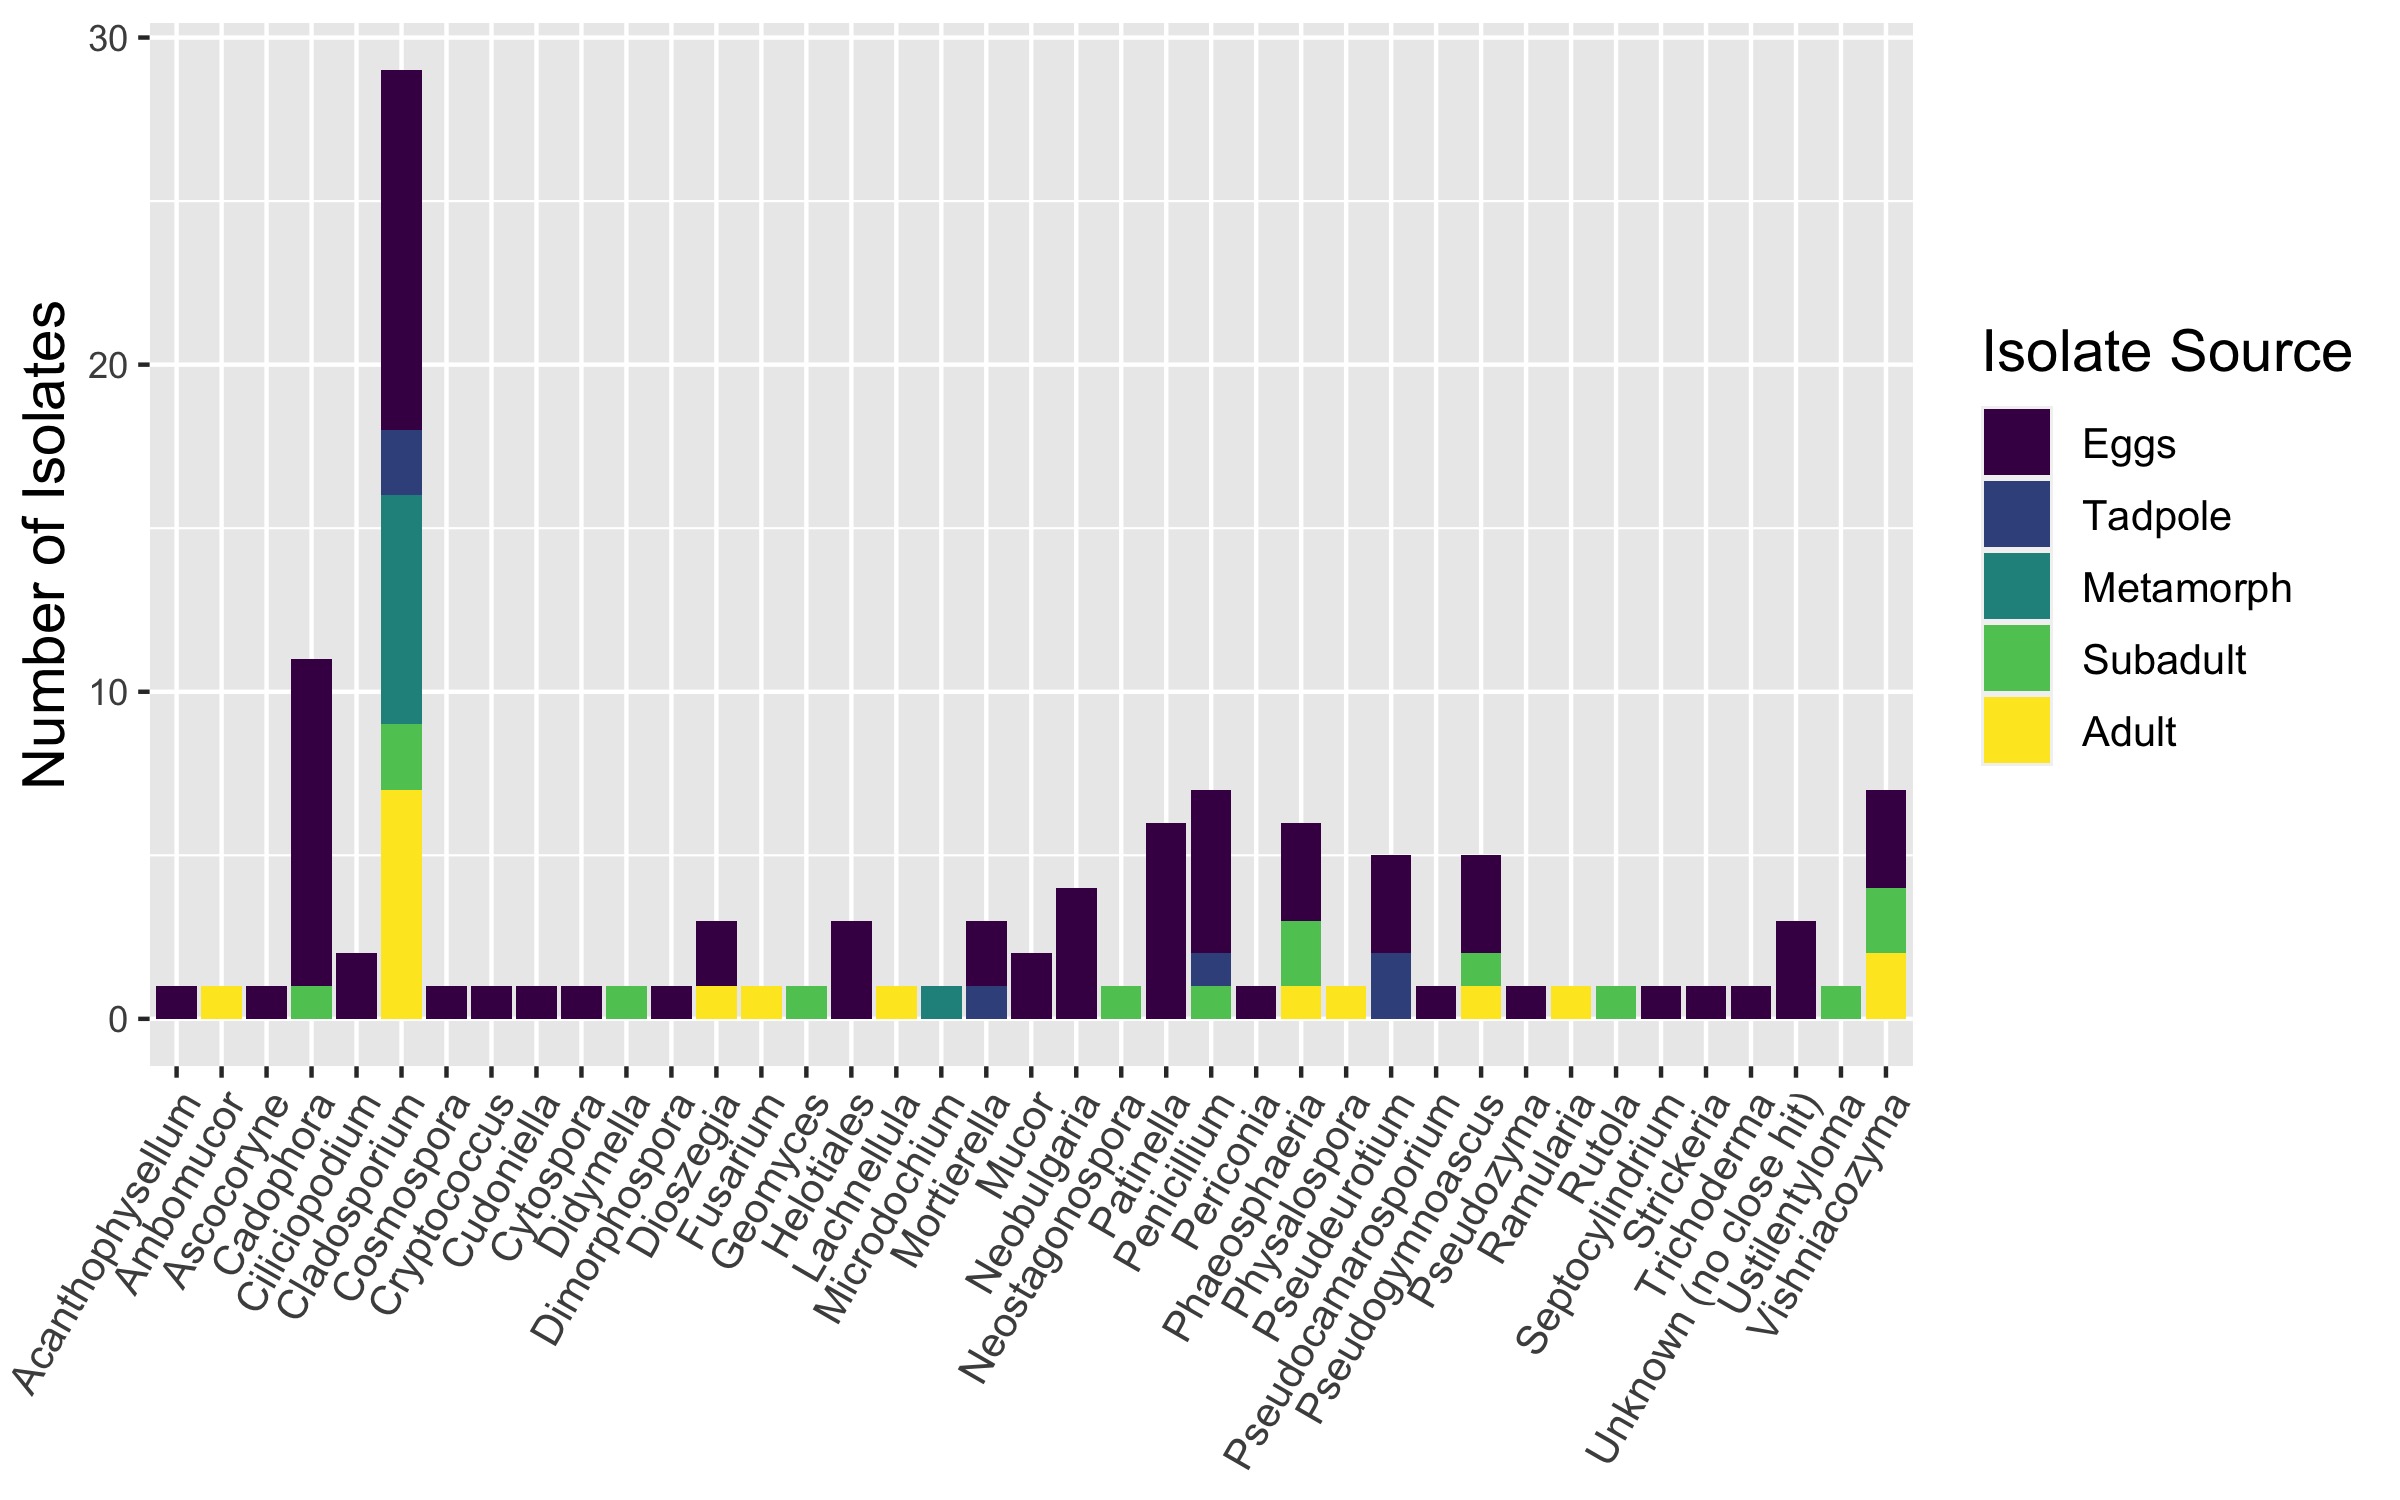 Number of Isolates
30
20
10
0
Acanthophysellum
Ambomucor
Ascocoryne
Cadophora
Ciliciopodium
Cladosporium
Cosmospora
Cryptococcus
Cudoniella
Cytospora
Didymella
Dimorphospora
Dioszegia
Fusarium
Geomyces
Helotiales
Lachnellula
Microdochium
Mortierella
Mucor
Neobulgaria
Neostagonospora
Patinella
Penicillium
Periconia
Phaeosphaeria
Physalospora
Pseudeurotium
Pseudocamarosporium
Pseudogymnoascus
Pseudozyma
Ramularia
Rutola
Septocylindrium
Strickeria
Trichoderma
Unknown (no close hit)
Ustilentyloma
Vishniacozyma
Isolate Source
Eggs
Tadpole
Metamorph
Subadult
Adult